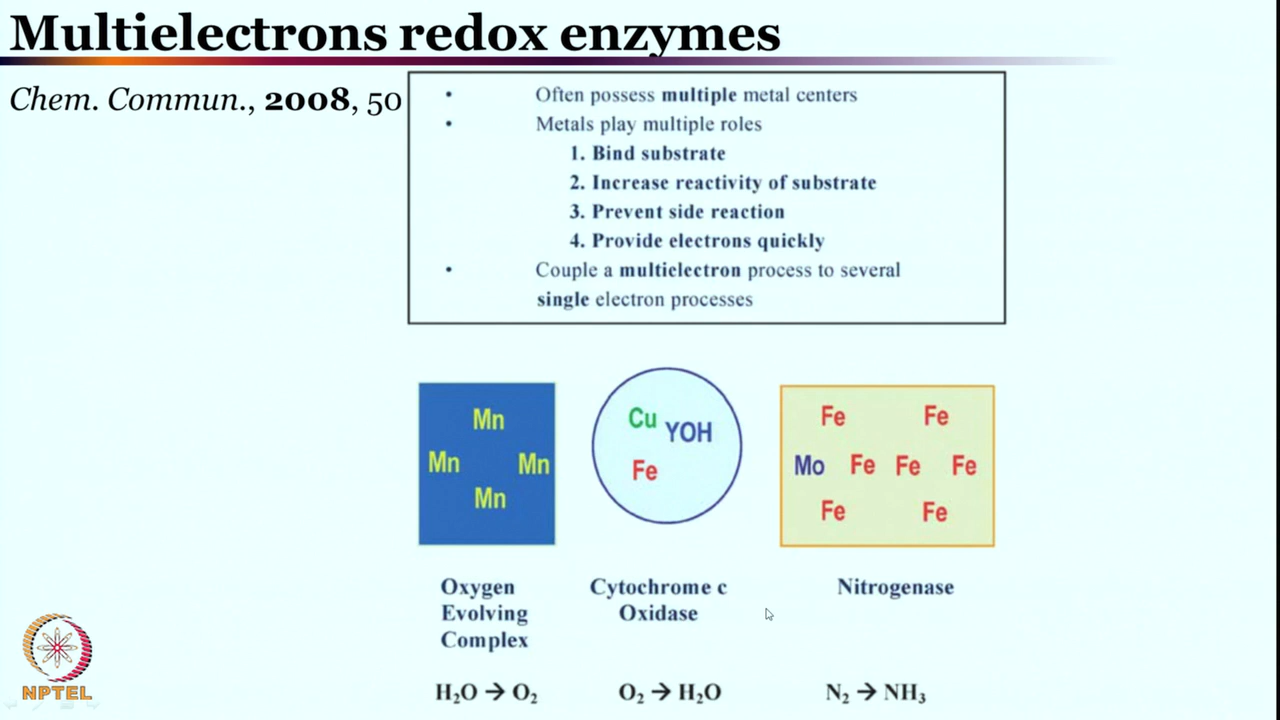 Multielectrons redox enzymes
Chem. Commun., 2008, 50
• Often possess multiple metal centers
• Metals play multiple roles
1. Bind substrate
2. Increase reactivity of substrate
3. Prevent side reaction
4. Provide electrons quickly
• Couple a multielectron process to several
single electron processes
Mn
Mn Mn
Mn
Cu YOH
Fe
Fe Fe
Mo Fe Fe Fe
Fe Fe
Oxygen
Evolving
Complex
Cytochrome c
Oxidase
Nitrogenase
H₂O → O₂
O₂ → H₂O
N₂ → NH₃
NPTEL